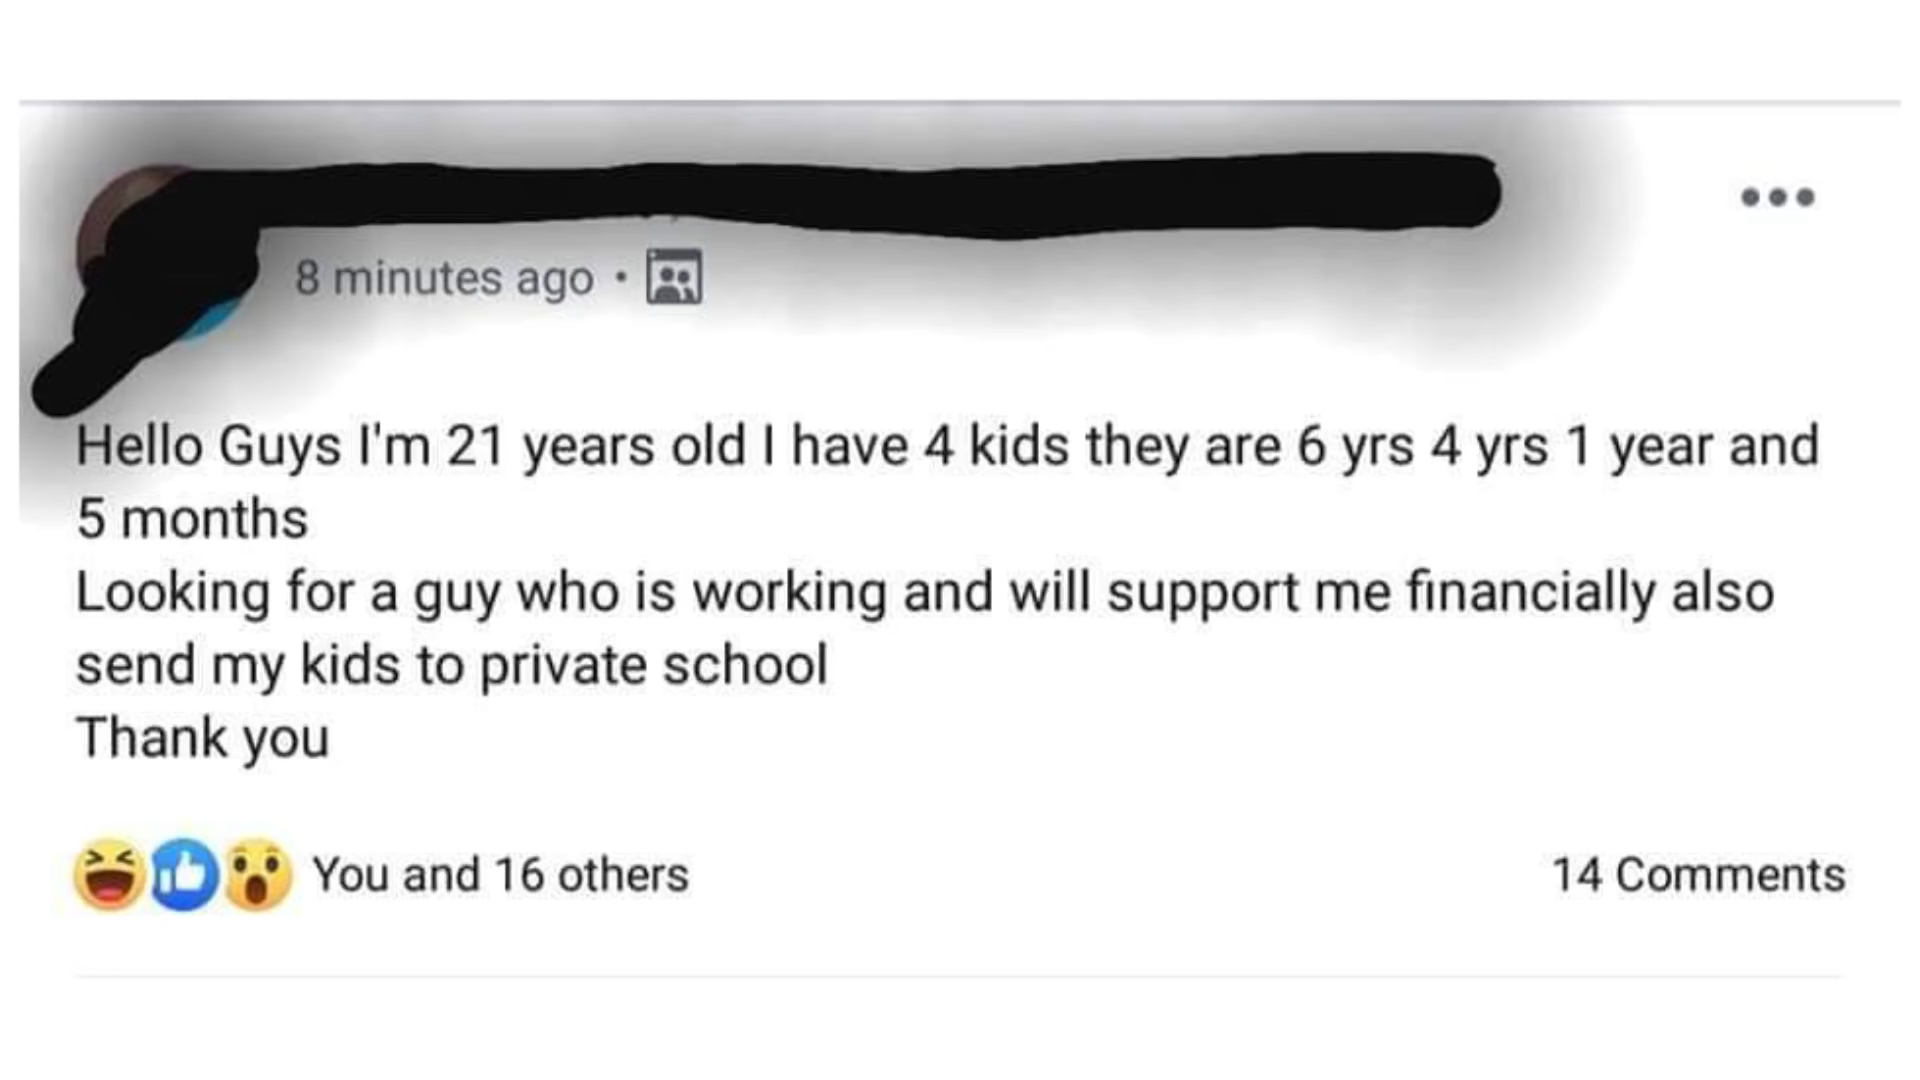 8 minutes ago ·
Hello Guys I'm 21 years old I have 4 kids they are 6 yrs 4 yrs 1 year and
5 months
Looking for a guy who is working and will support me financially also
send my kids to private school
Thank you
You and 16 others
14 Comments